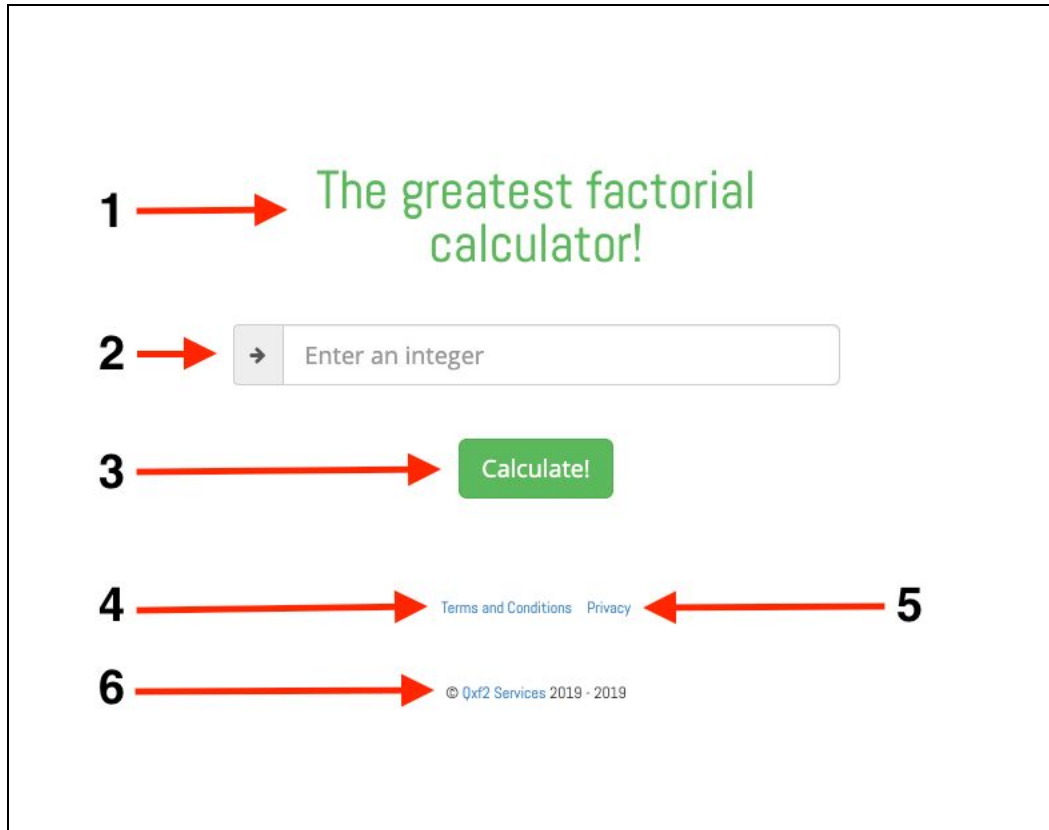 1
The greatest factorial
calculator!
2
Enter an integer
3
Calculate!
4
Terms and Conditions Privacy
5
6
© Qxf2 Services 2019 - 2019